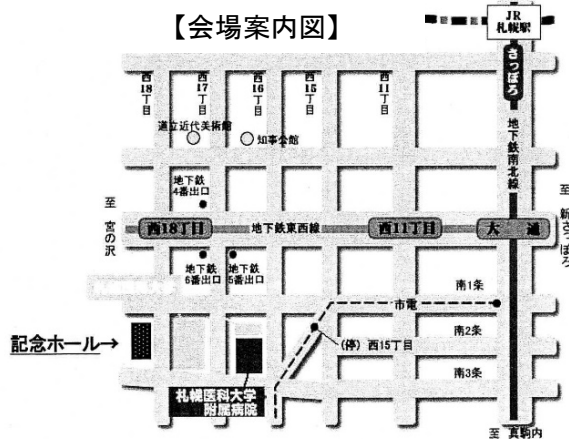 【会場案内図】
JR
札幌駅
さっぽろ
西18丁目
西17丁目
西16丁目
西15丁目
西11丁目
道立近代美術館
知事公館
地下鉄南北線
地下鉄
4番出口
至 宮の沢
西18丁目
地下鉄東西線
西11丁目
大通
至 新さっぽろ
地下鉄
6番出口
地下鉄
5番出口
南1条
市電
記念ホール→
(停) 西15丁目
南2条
南3条
札幌医科大学
附属病院
至 真駒内